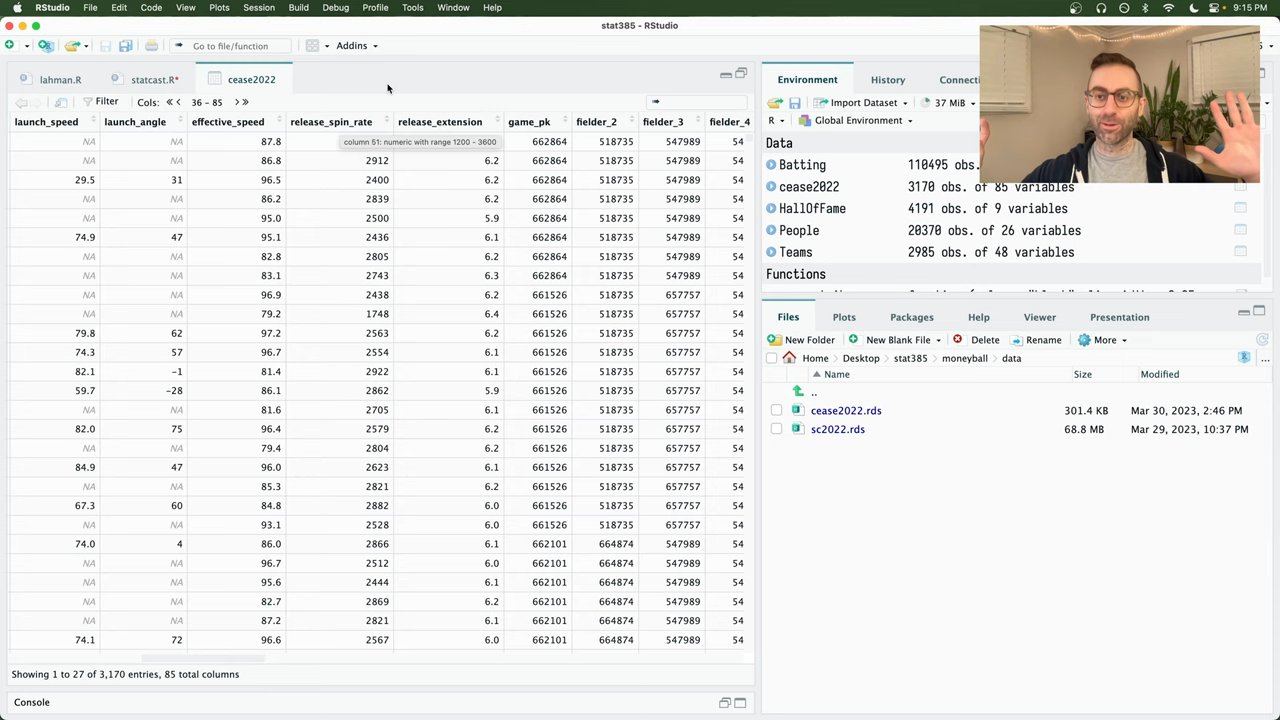 RStudio File Edit Code View Plots Session Build Debug Profile Tools Window Help 9:15 PM
stat385 - RStudio
Go to file/function Addins
lahman.R statcast.R* cease2022
Filter Cols: 36 - 85
launch_speed launch_angle effective_speed release_extension game_pk fielder_2 fielder_3 fielder_4
column 51: numeric with range 1200 - 3600
NA NA 87.8 662864 518735 547989 54
NA NA 86.8 2912 6.2 662864 518735 547989 54
29.5 31 96.5 2400 6.2 662864 518735 547989 54
NA NA 86.2 2839 6.2 662864 518735 547989 54
NA NA 95.0 2500 5.9 662864 518735 547989 54
74.9 47 95.1 2436 6.1 662864 518735 547989 54
NA NA 82.8 2805 6.2 662864 518735 547989 54
NA NA 83.1 2743 6.3 662864 518735 547989 54
NA NA 96.9 2438 6.2 661526 518735 657757 54
NA NA 79.2 1748 6.4 661526 518735 657757 54
79.8 62 97.2 2563 6.2 661526 518735 657757 54
74.3 57 96.7 2554 6.1 661526 518735 657757 54
82.1 -1 81.4 2922 6.1 661526 518735 657757 54
59.7 -28 86.1 2862 5.9 661526 518735 657757 54
NA NA 81.6 2705 6.1 661526 518735 657757 54
82.0 75 96.4 2579 6.2 661526 518735 657757 54
NA NA 79.4 2804 6.2 661526 518735 657757 54
84.9 47 96.0 2623 6.1 661526 518735 657757 54
NA NA 85.3 2821 6.2 661526 518735 657757 54
67.3 60 84.8 2882 6.0 661526 518735 657757 54
NA NA 93.1 2528 6.0 661526 518735 657757 54
74.0 4 86.0 2866 6.1 662101 664874 547989 54
NA NA 96.7 2512 6.0 662101 664874 547989 54
NA NA 95.6 2444 6.1 662101 664874 547989 54
NA NA 82.7 2869 6.2 662101 664874 547989 54
NA NA 87.2 2821 6.1 662101 664874 547989 54
74.1 72 96.6 2567 6.0 662101 664874 547989 54
Showing 1 to 27 of 3,170 entries, 85 total columns
Console
Environment History
Import Dataset 37 MiB
R Global Environment
Data
Batting 110495 obs.
cease2022 3170 obs. of 85 variables
HallOfFame 4191 obs. of 9 variables
People 20370 obs. of 26 variables
Teams 2985 obs. of 48 variables
Functions
Files Plots Packages Help Viewer Presentation
New Folder New Blank File Delete Rename More
Home Desktop stat385 moneyball data
Name Size Modified
..
cease2022.rds 301.4 KB Mar 30, 2023, 2:46 PM
sc2022.rds 68.8 MB Mar 29, 2023, 10:37 PM